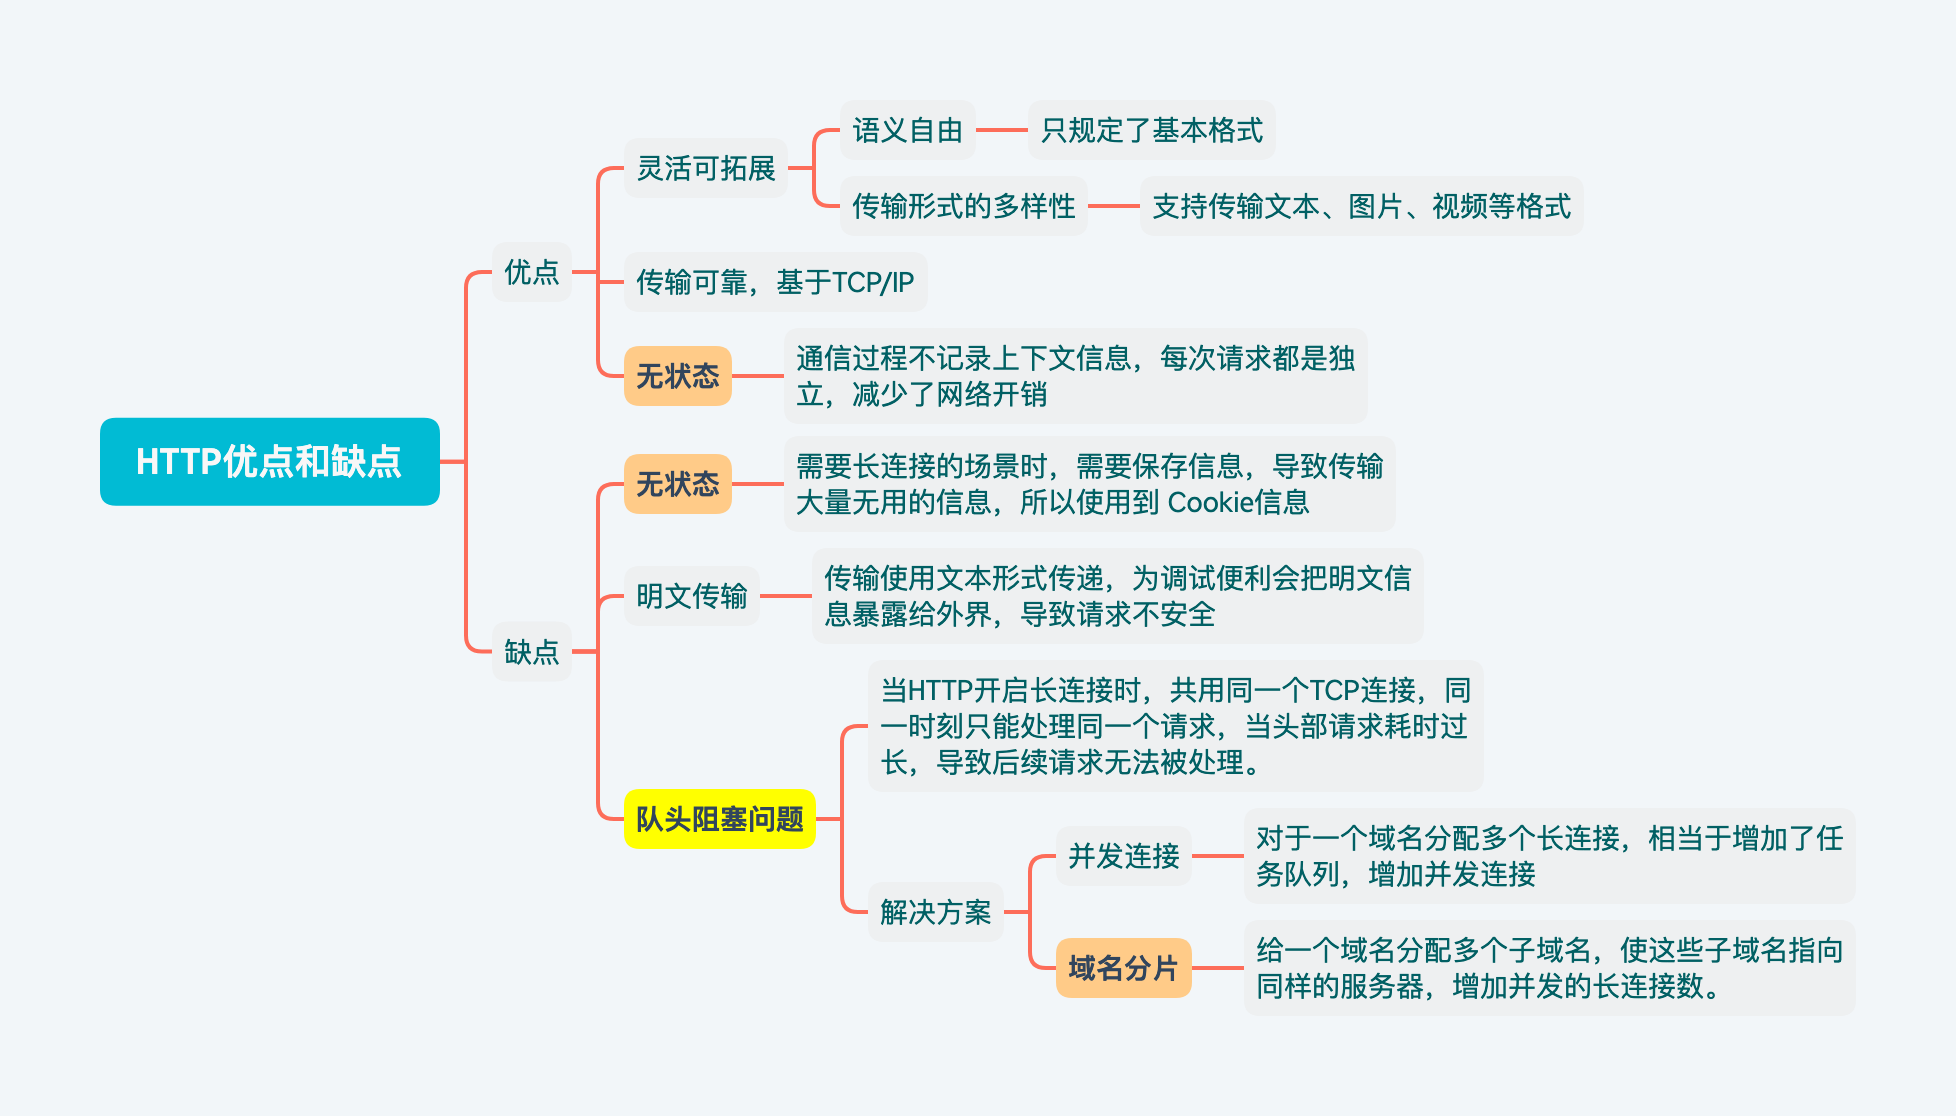 HTTP优点和缺点
优点
灵活可拓展
语义自由
只规定了基本格式
传输形式的多样性
支持传输文本、图片、视频等格式
传输可靠，基于TCP/IP
无状态
通信过程不记录上下文信息，每次请求都是独
立，减少了网络开销
缺点
无状态
需要长连接的场景时，需要保存信息，导致传输
大量无用的信息，所以使用到 Cookie信息
明文传输
传输使用文本形式传递，为调试便利会把明文信
息暴露给外界，导致请求不安全
队头阻塞问题
当HTTP开启长连接时，共用同一个TCP连接，同
一时刻只能处理同一个请求，当头部请求耗时过
长，导致后续请求无法被处理。
解决方案
并发连接
对于一个域名分配多个长连接，相当于增加了任
务队列，增加并发连接
域名分片
给一个域名分配多个子域名，使这些子域名指向
同样的服务器，增加并发的长连接数。